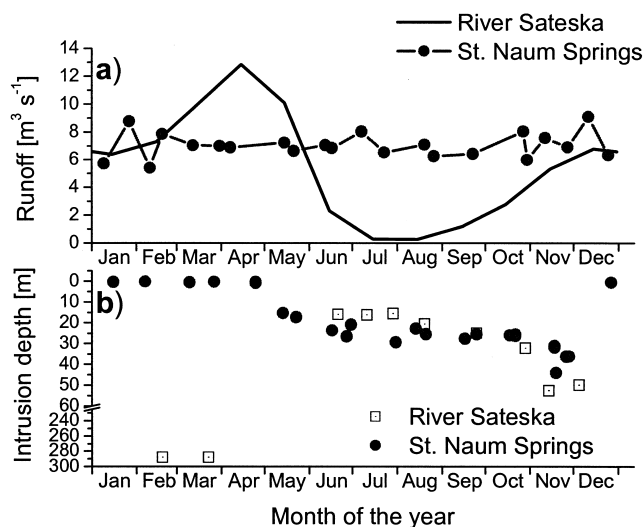 River Sateska
St. Naum Springs
a)
Runoff [m³ s⁻¹]
14
12
10
8
6
4
2
0
Jan Feb Mar Apr May Jun Jul Aug Sep Oct Nov Dec
b)
Intrusion depth [m]
0
10
20
30
40
50
60
220
240
260
280
300
River Sateska
St. Naum Springs
Jan Feb Mar Apr May Jun Jul Aug Sep Oct Nov Dec
Month of the year